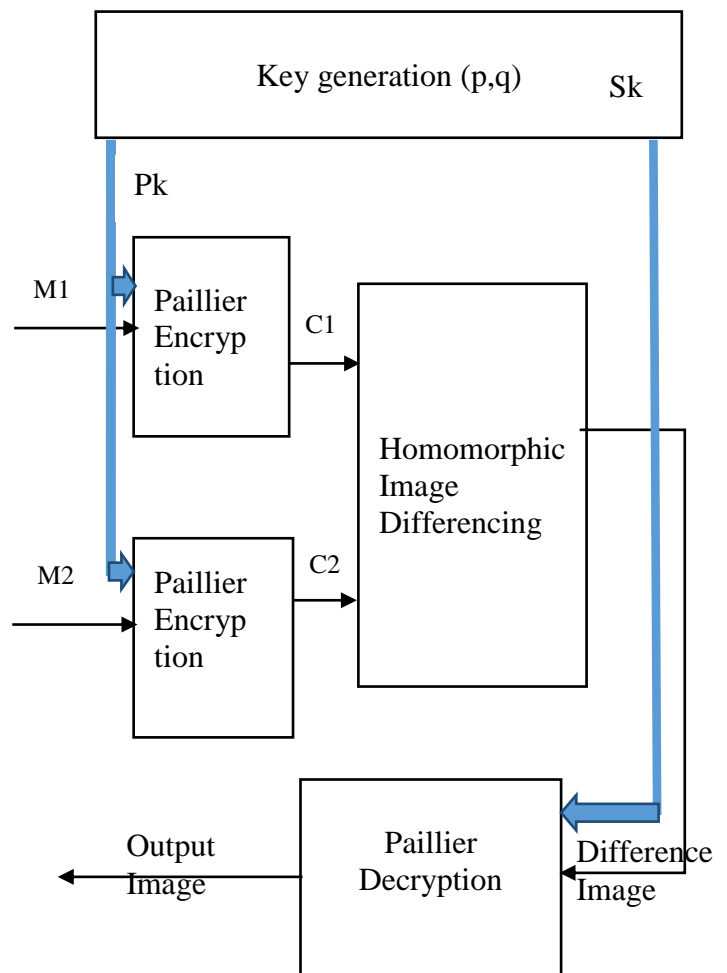 Key generation (p,q)
Sk
Pk
M1
Paillier
Encryp
tion
C1
Homomorphic
Image
Differencing
M2
Paillier
Encryp
tion
C2
Output
Image
Paillier
Decryption
Difference
Image